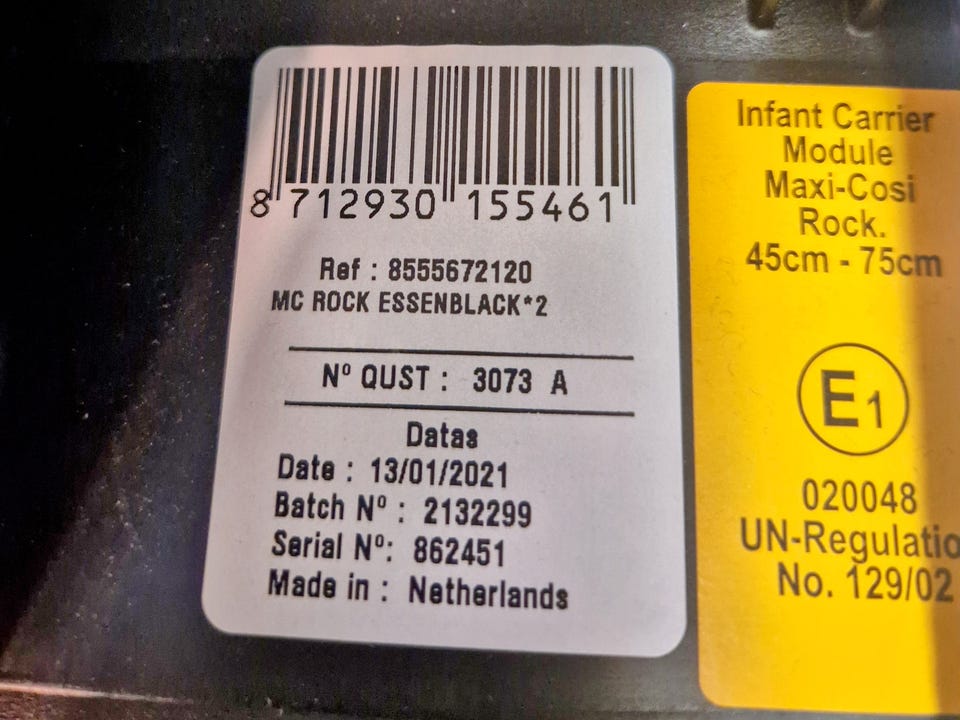 8 712930 155461
Ref : 8555672120
MC ROCK ESSENBLACK*2
Nº QUST : 3073 A
Datas
Date : 13/01/2021
Batch Nº : 2132299
Serial Nº: 862451
Made in : Netherlands
Infant Carrier
Module
Maxi-Cosi
Rock.
45cm - 75cm
E1
020048
UN-Regulatio
No. 129/02